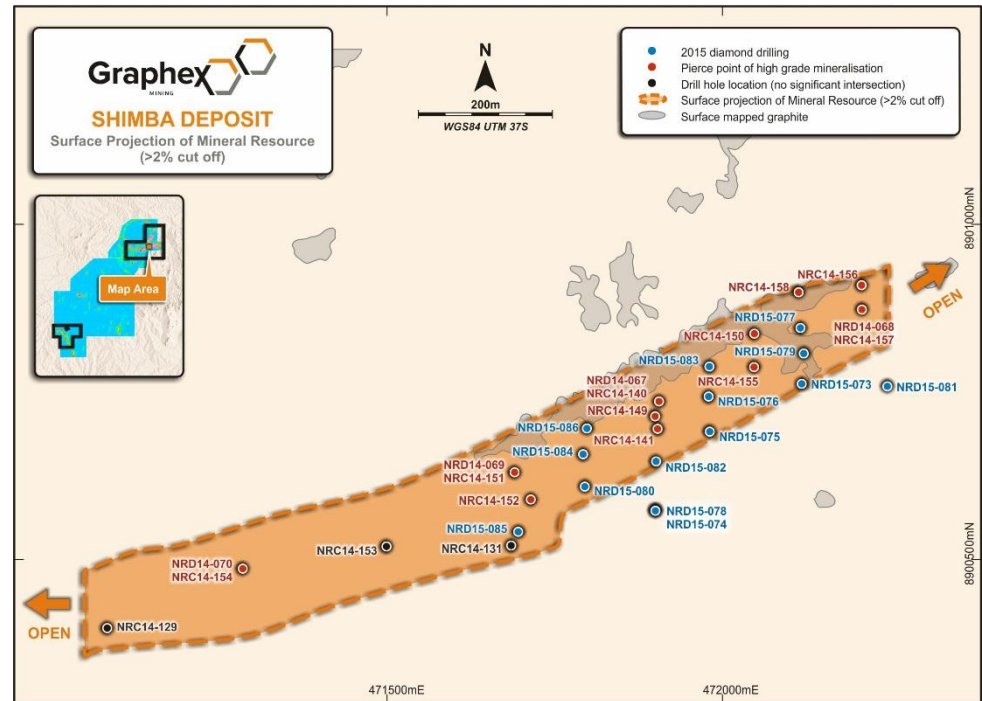 Graphex
MINING
SHIMBA DEPOSIT
Surface Projection of Mineral Resource
(>2% cut off)
N
200m
WGS84 UTM 37S
2015 diamond drilling
Pierce point of high grade mineralisation
Drill hole location (no significant intersection)
Surface projection of Mineral Resource (>2% cut off)
Surface mapped graphite
Map Area
8901000mN
OPEN
NRC14-156
NRC14-158
NRD15-077
NRD14-068
NRC14-157
NRC14-150
NRD15-079
NRD15-083
NRC14-155
NRD15-073
NRD15-081
NRD14-067
NRC14-140
NRD15-076
NRC14-149
NRD15-086
NRC14-141
NRD15-075
NRD15-084
NRD15-082
NRD14-069
NRC14-151
NRD15-080
NRC14-152
NRD15-078
NRD15-074
NRD15-085
NRC14-153
NRC14-131
8900500mN
NRD14-070
NRC14-154
OPEN
NRC14-129
471500mE
472000mE